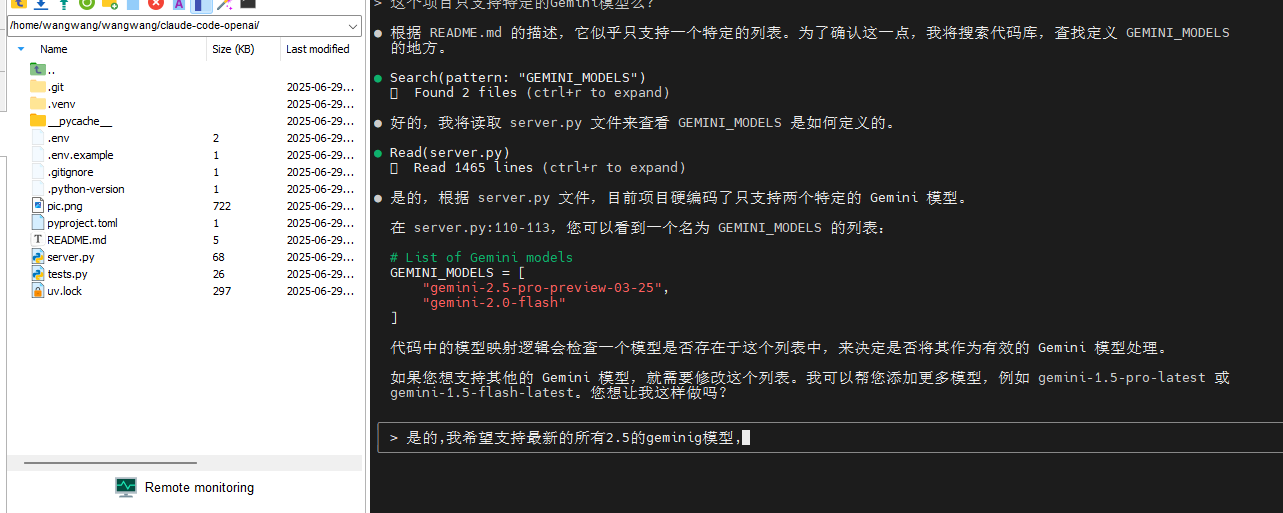 /home/wangwang/wangwang/claude-code-openai/
Name Size (KB) Last modified
..
.git 2025-06-29...
.venv 2025-06-29...
__pycache__ 2025-06-29...
.env 2 2025-06-29...
.env.example 1 2025-06-29...
.gitignore 1 2025-06-29...
.python-version 1 2025-06-29...
pic.png 722 2025-06-29...
pyproject.toml 1 2025-06-29...
README.md 5 2025-06-29...
server.py 68 2025-06-29...
tests.py 26 2025-06-29...
uv.lock 297 2025-06-29...
Remote monitoring
> 这个项目只支持特定的Gemini模型么?
● 根据 README.md 的描述，它似乎只支持一个特定的列表。为了确认这一点，我将搜索代码库，查找定义 GEMINI_MODELS
的地方。
● Search(pattern: "GEMINI_MODELS")
Found 2 files (ctrl+r to expand)
● 好的，我将读取 server.py 文件来查看 GEMINI_MODELS 是如何定义的。
● Read(server.py)
Read 1465 lines (ctrl+r to expand)
● 是的，根据 server.py 文件，目前项目硬编码了只支持两个特定的 Gemini 模型。
在 server.py:110-113，您可以看到一个名为 GEMINI_MODELS 的列表：
# List of Gemini models
GEMINI_MODELS = [
"gemini-2.5-pro-preview-03-25",
"gemini-2.0-flash"
]
代码中的模型映射逻辑会检查一个模型是否存在于这个列表中，来决定是否将其作为有效的 Gemini 模型处理。
如果您想支持其他的 Gemini 模型，就需要修改这个列表。我可以帮您添加更多模型，例如 gemini-1.5-pro-latest 或
gemini-1.5-flash-latest。您想让我这样做吗？
> 是的,我希望支持最新的所有2.5的geminig模型,